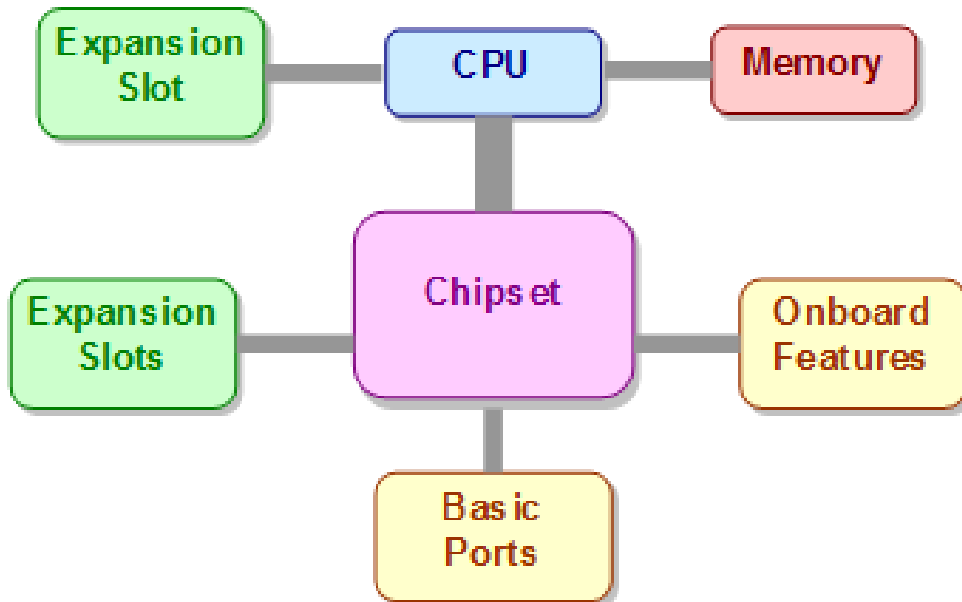 Expansion
Slot
CPU
Memory
Chipset
Expansion
Slots
Onboard
Features
Basic
Ports